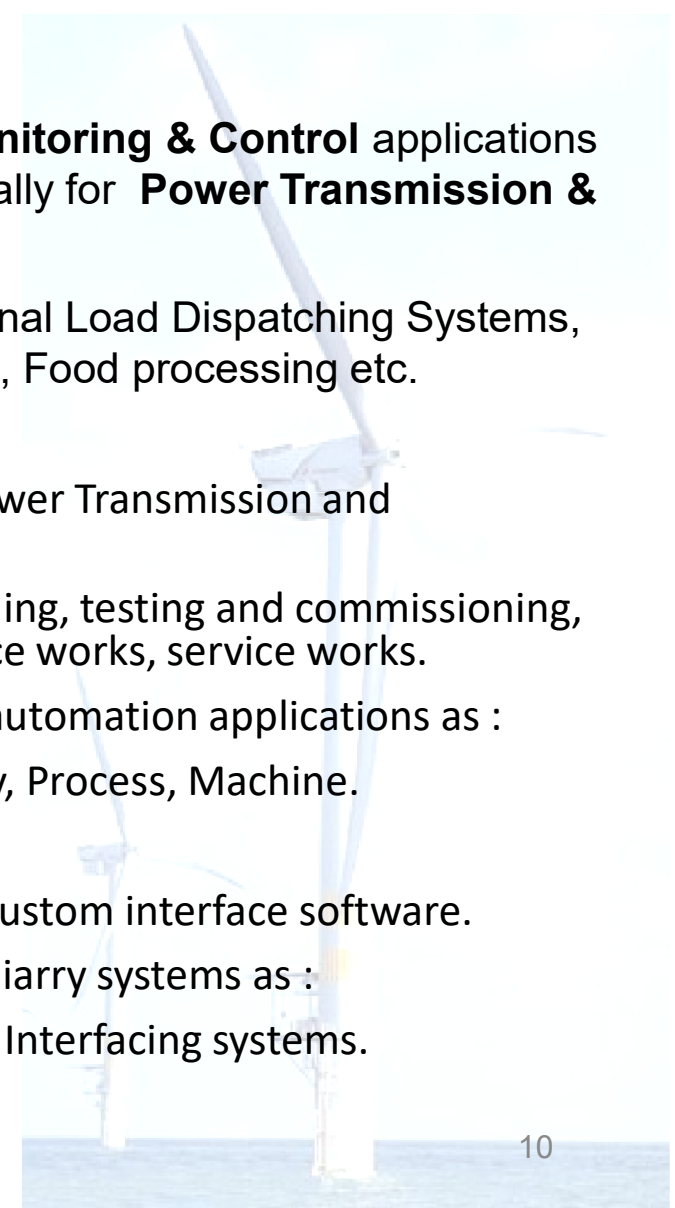 nitoring & Control applications
ally for Power Transmission &
nal Load Dispatching Systems,
, Food processing etc.
wer Transmission and
ing, testing and commissioning,
ce works, service works.
automation applications as :
y, Process, Machine.
ustom interface software.
iarry systems as :
Interfacing systems.
10